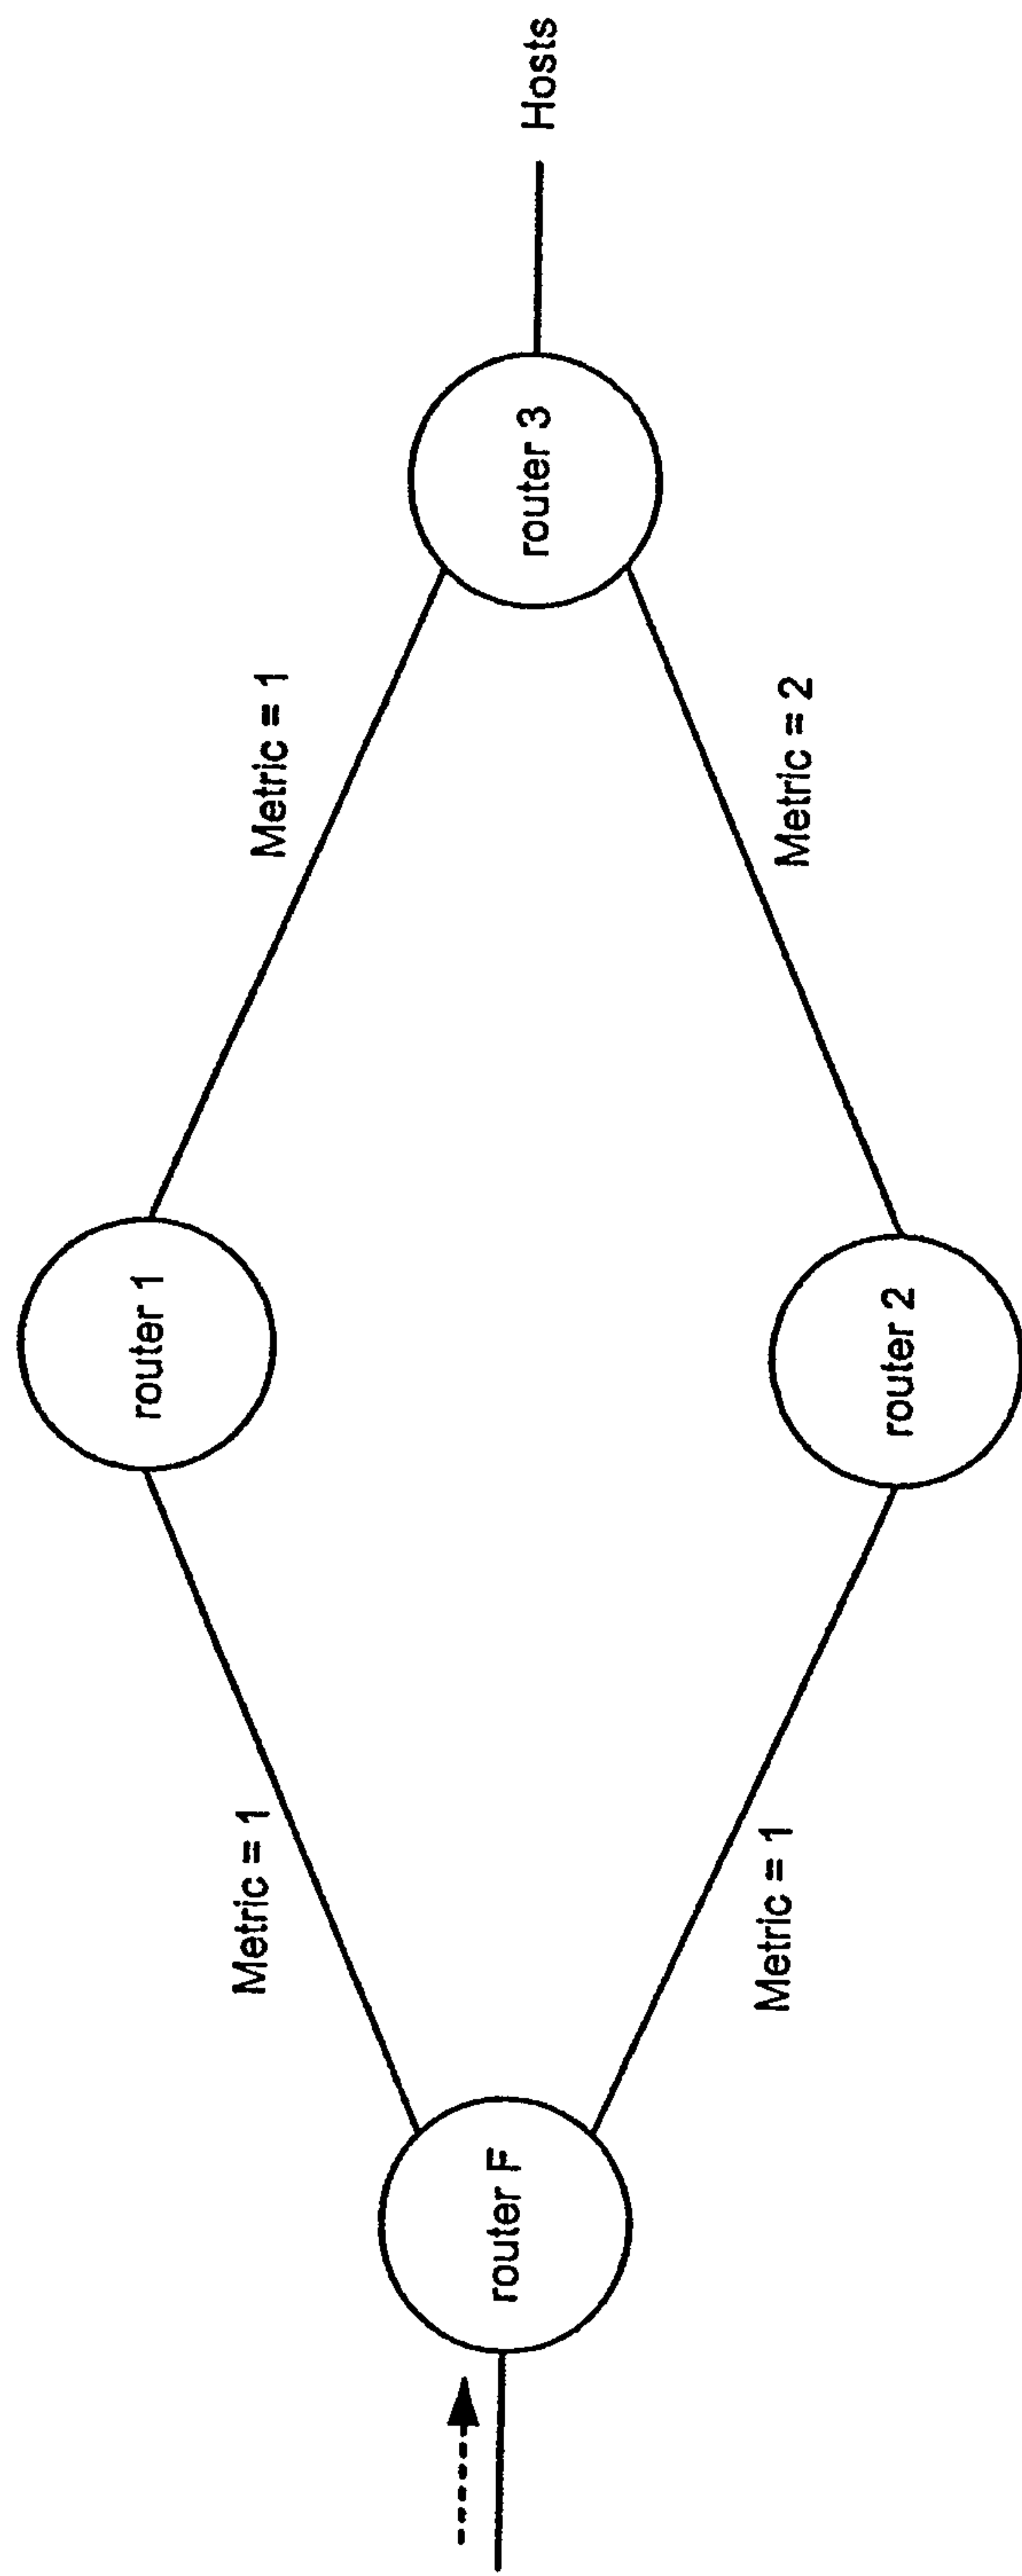 router 1
Metric = 1
Metric = 1
router F
router 3
Hosts
Metric = 1
Metric = 2
router 2